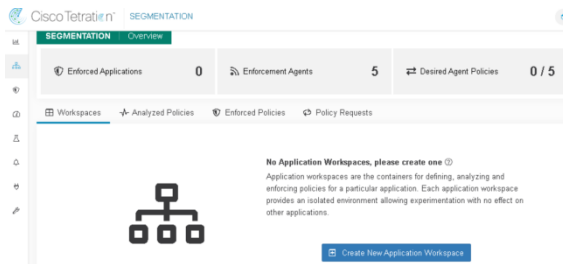 Cisco Tetration™ SEGMENTATION
SEGMENTATION Overview
Enforced Applications 0
Enforcement Agents 5
Desired Agent Policies 0 / 5
Workspaces Analyzed Policies Enforced Policies Policy Requests
No Application Workspaces, please create one
Application workspaces are the containers for defining, analyzing and
enforcing policies for a particular application. Each application workspace
provides an isolated environment allowing experimentation with no effect on
other applications.
Create New Application Workspace